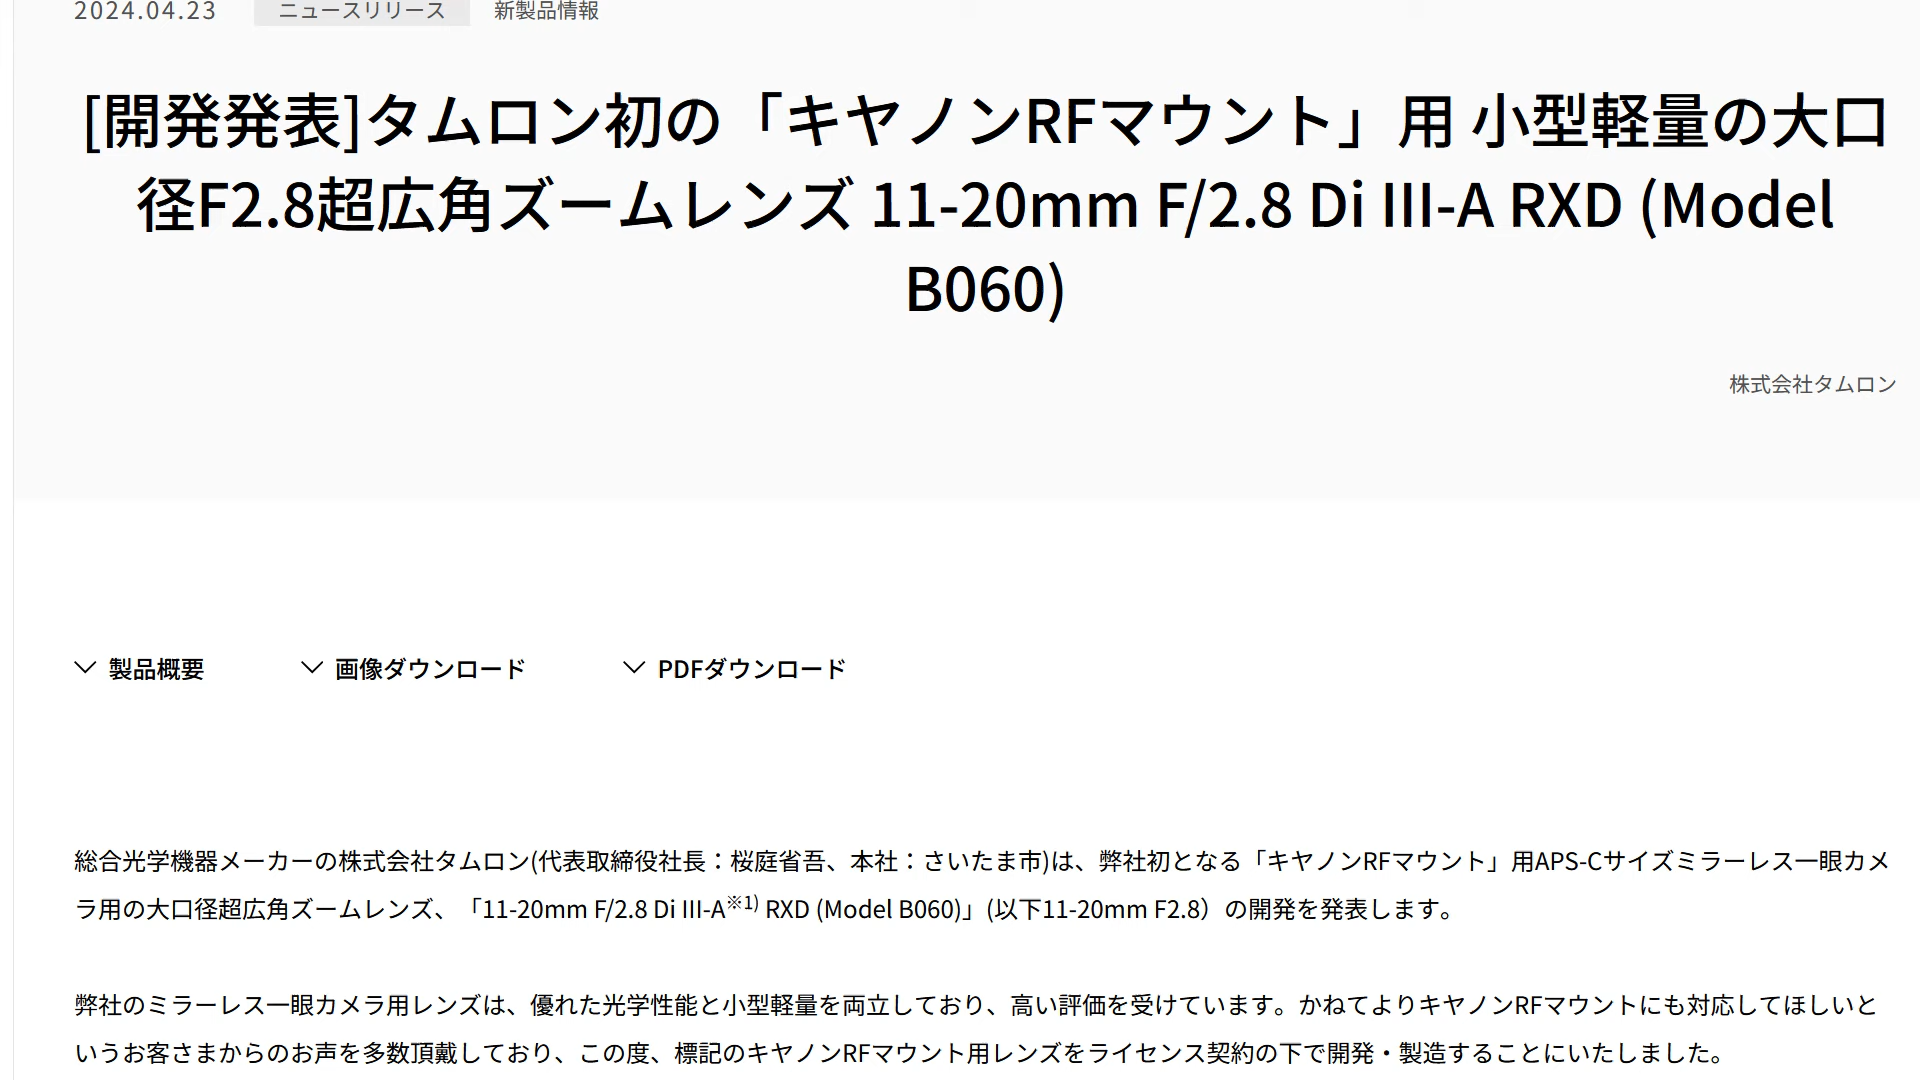 2024.04.23 ニュースリリース 新製品情報
[開発発表]タムロン初の「キヤノンRFマウント」用 小型軽量の大口
径F2.8超広角ズームレンズ 11-20mm F/2.8 Di III-A RXD (Model
B060)
株式会社タムロン
製品概要 画像ダウンロード PDFダウンロード
総合光学機器メーカーの株式会社タムロン(代表取締役社長：桜庭省吾、本社：さいたま市)は、弊社初となる「キヤノンRFマウント」用APS-Cサイズミラーレス一眼カメ
ラ用の大口径超広角ズームレンズ、「11-20mm F/2.8 Di III-A※1) RXD (Model B060)」(以下11-20mm F2.8）の開発を発表します。
弊社のミラーレス一眼カメラ用レンズは、優れた光学性能と小型軽量を両立しており、高い評価を受けています。かねてよりキヤノンRFマウントにも対応してほしいと
いうお客さまからのお声を多数頂戴しており、この度、標記のキヤノンRFマウント用レンズをライセンス契約の下で開発・製造することにいたしました。